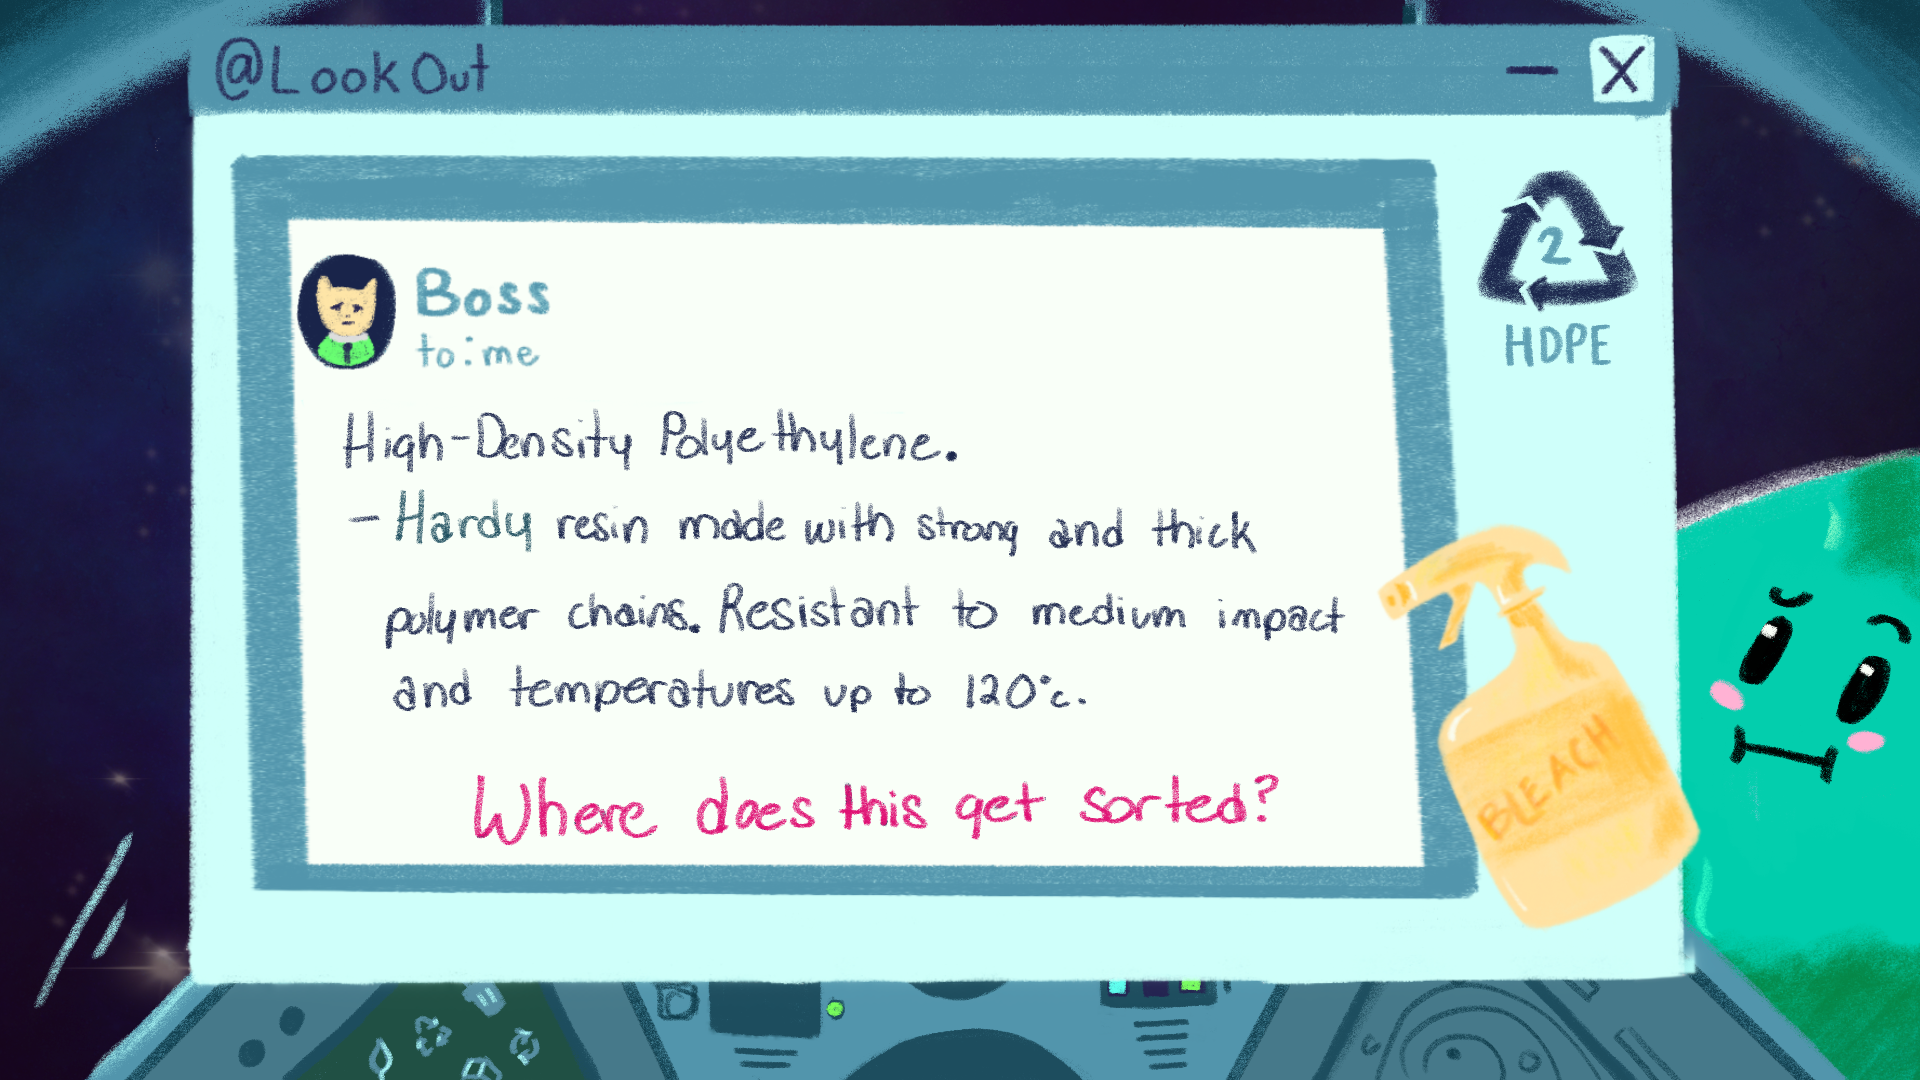 @LookOut
2
HDPE
Boss
to:me
High-Density Polyethylene.
- Hardy resin made with strong and thick
polymer chains. Resistant to medium impact
and temperatures up to 120°c.
Where does this get sorted?
BLEACH